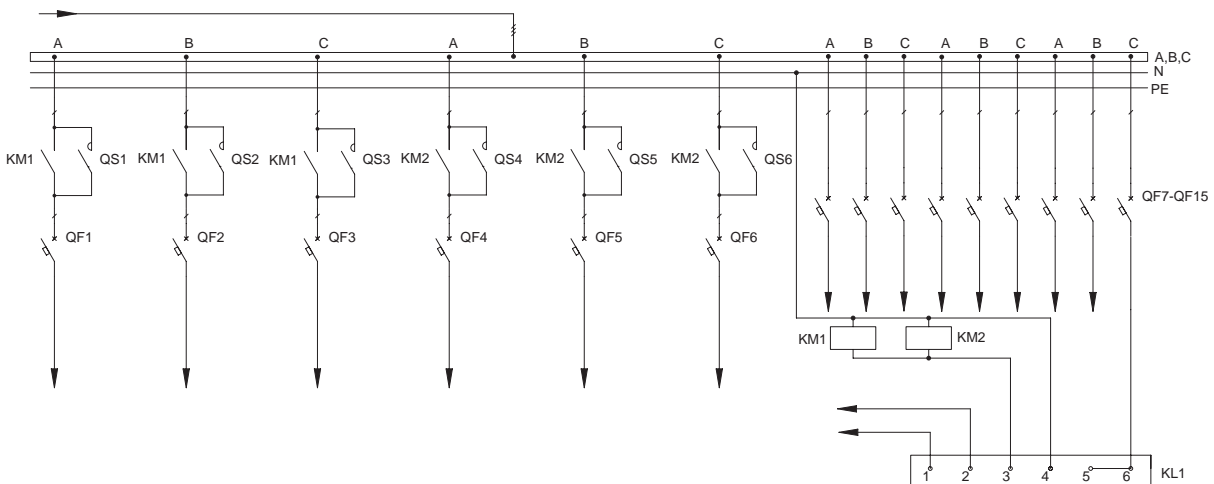 A B C A B C A B C A B C A B C
A,B,C
N
PE
KM1 QS1 KM1 QS2 KM1 QS3 KM2 QS4 KM2 QS5 KM2 QS6
QF7-QF15
QF1 QF2 QF3 QF4 QF5 QF6
KM1 KM2
1 2 3 4 5 6 KL1